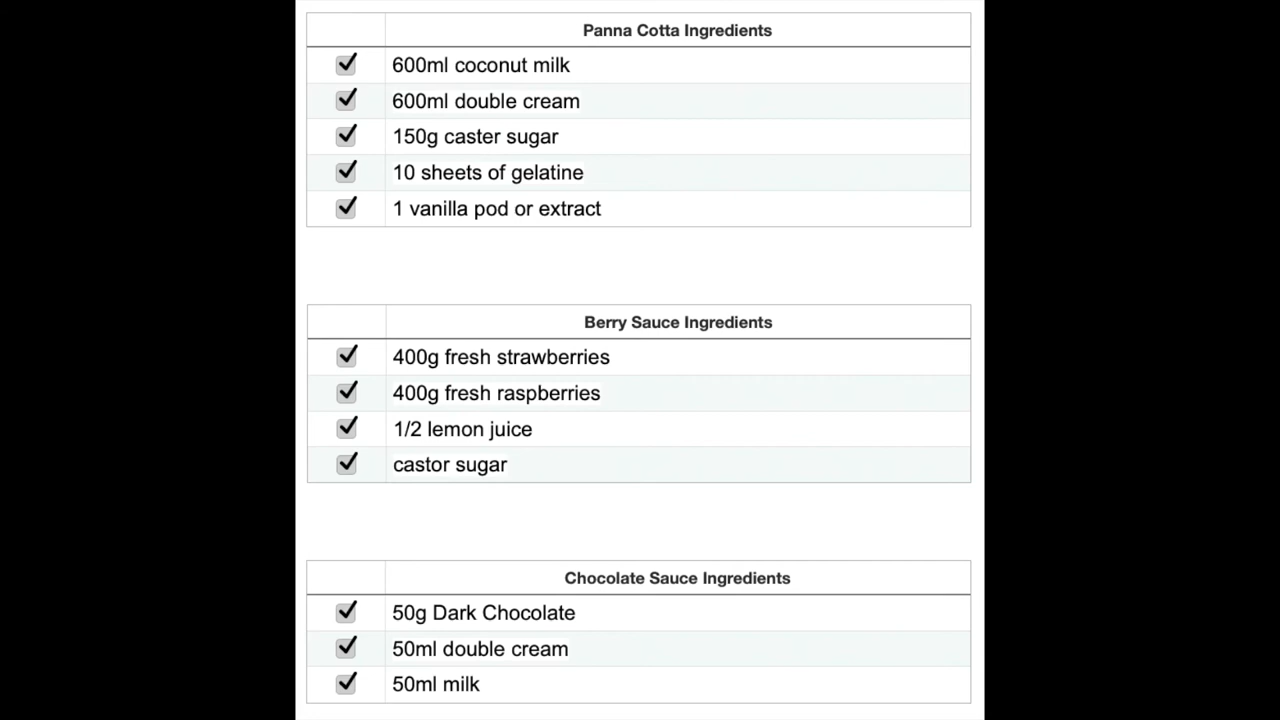 Panna Cotta Ingredients
600ml coconut milk
600ml double cream
150g caster sugar
10 sheets of gelatine
1 vanilla pod or extract
Berry Sauce Ingredients
400g fresh strawberries
400g fresh raspberries
1/2 lemon juice
castor sugar
Chocolate Sauce Ingredients
50g Dark Chocolate
50ml double cream
50ml milk